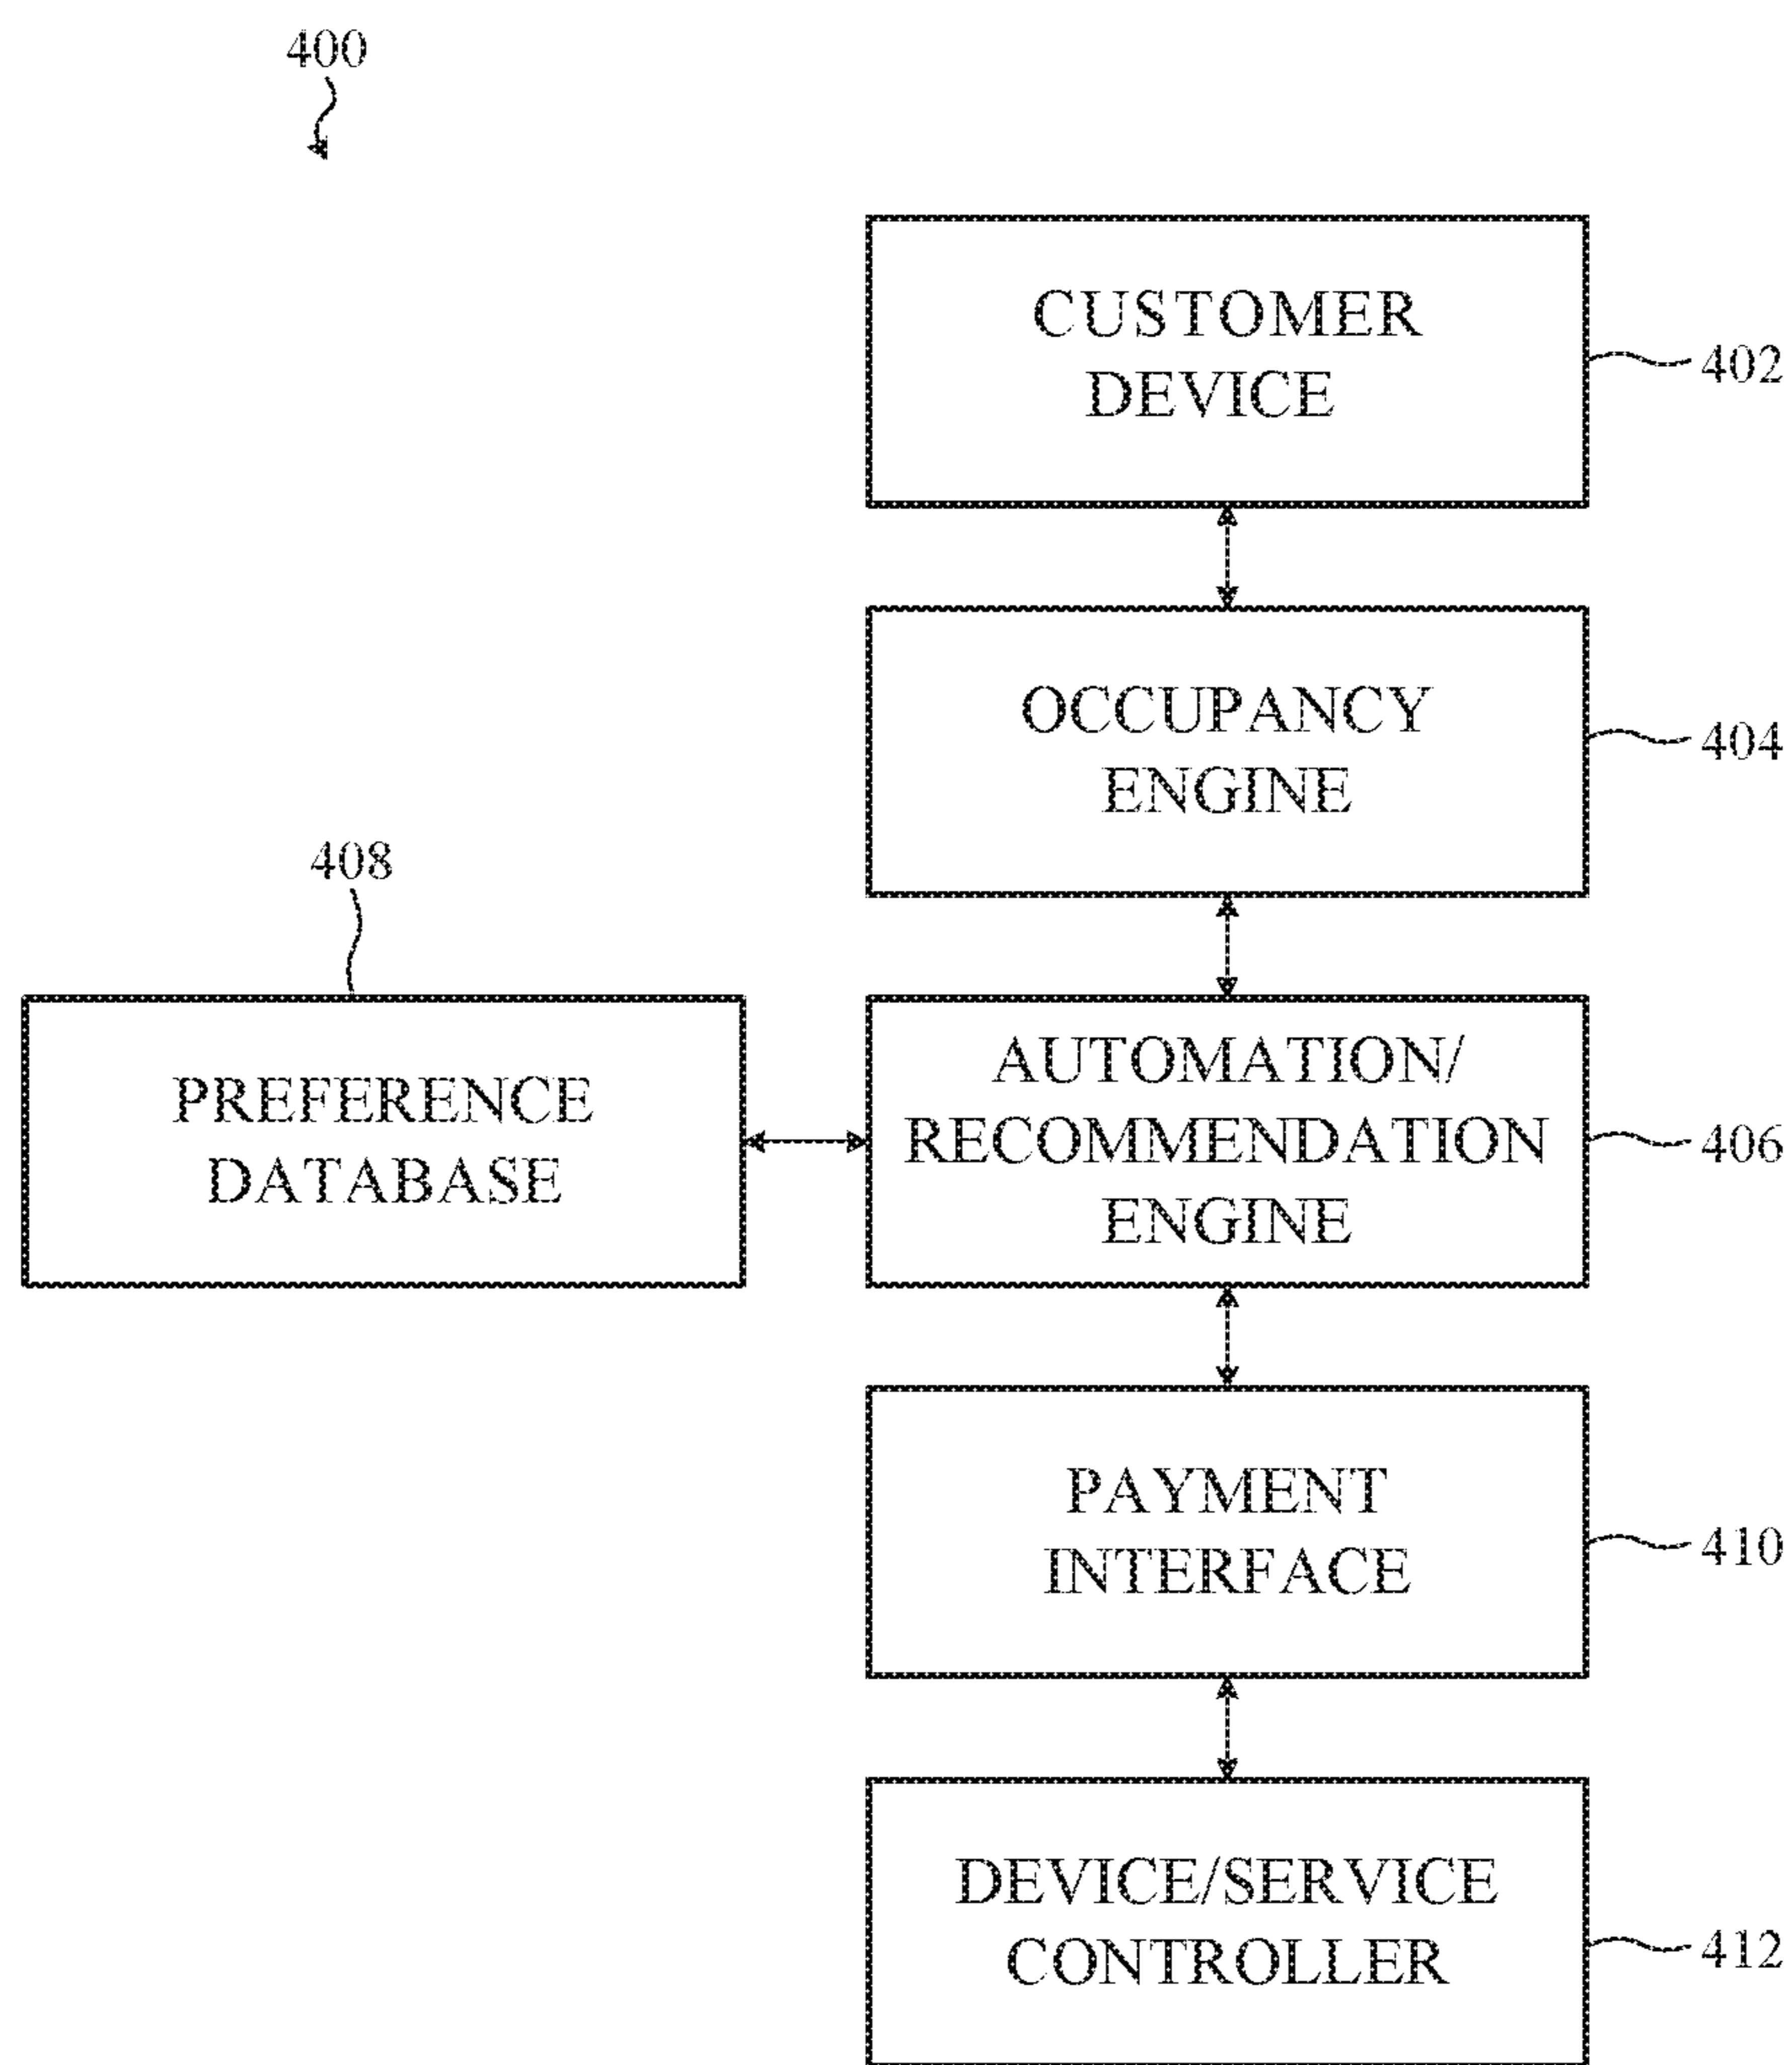 400
CUSTOMER
DEVICE
402
OCCUPANCY
ENGINE
404
408
PREFERENCE
DATABASE
AUTOMATION/
RECOMMENDATION
ENGINE
406
PAYMENT
INTERFACE
410
DEVICE/SERVICE
CONTROLLER
412